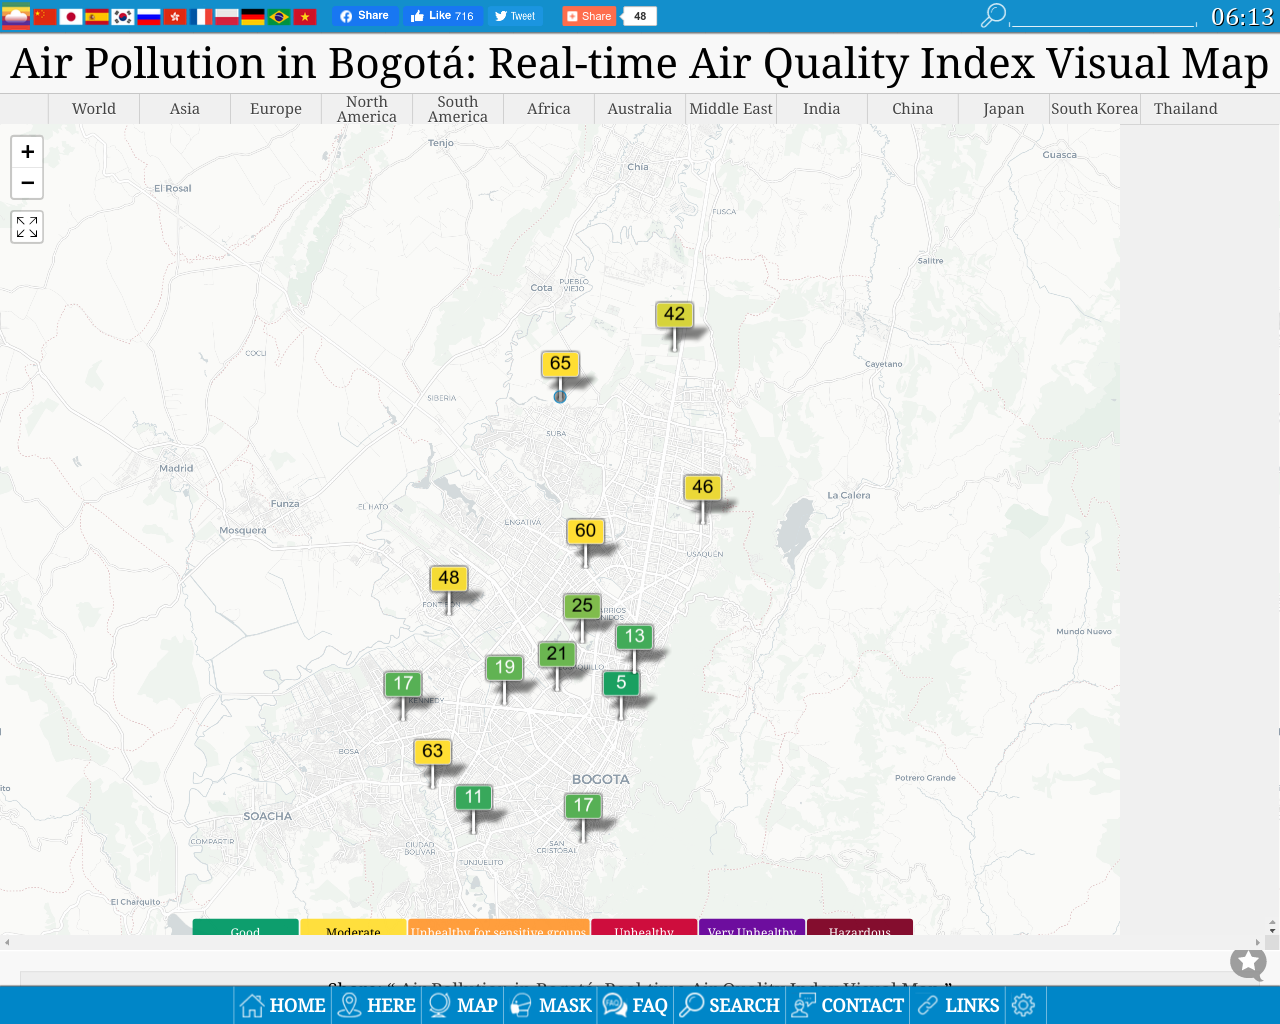 Share
Like 716
Tweet
Share
48
06:13
Air Pollution in Bogotá: Real-time Air Quality Index Visual Map
World
Asia
Europe
North America
South America
Africa
Australia
Middle East
India
China
Japan
South Korea
Thailand
+
−
Tenjo
Chía
Guasca
El Rosal
FUSCA
Salitre
Cota
PUEBLO VIEJO
42
COCU
65
Cayetano
SIBERIA
SUBA
Madrid
46
La Calera
Funza
EL HATO
Mosquera
ENGATIVA
60
USAQUÉN
48
25
13
Mundo Nuevo
21
19
17
5
KENNEDY
BOSA
63
Potrero Grande
BOGOTA
11
17
SOACHA
COMPARTIR
CIUDAD BOLIVAR
SAN CRISTOBAL
TUNJUELITO
El Charquito
Good
Moderate
Unhealthy for sensitive groups
Unhealthy
Very Unhealthy
Hazardous
HOME
HERE
MAP
MASK
FAQ
SEARCH
CONTACT
LINKS